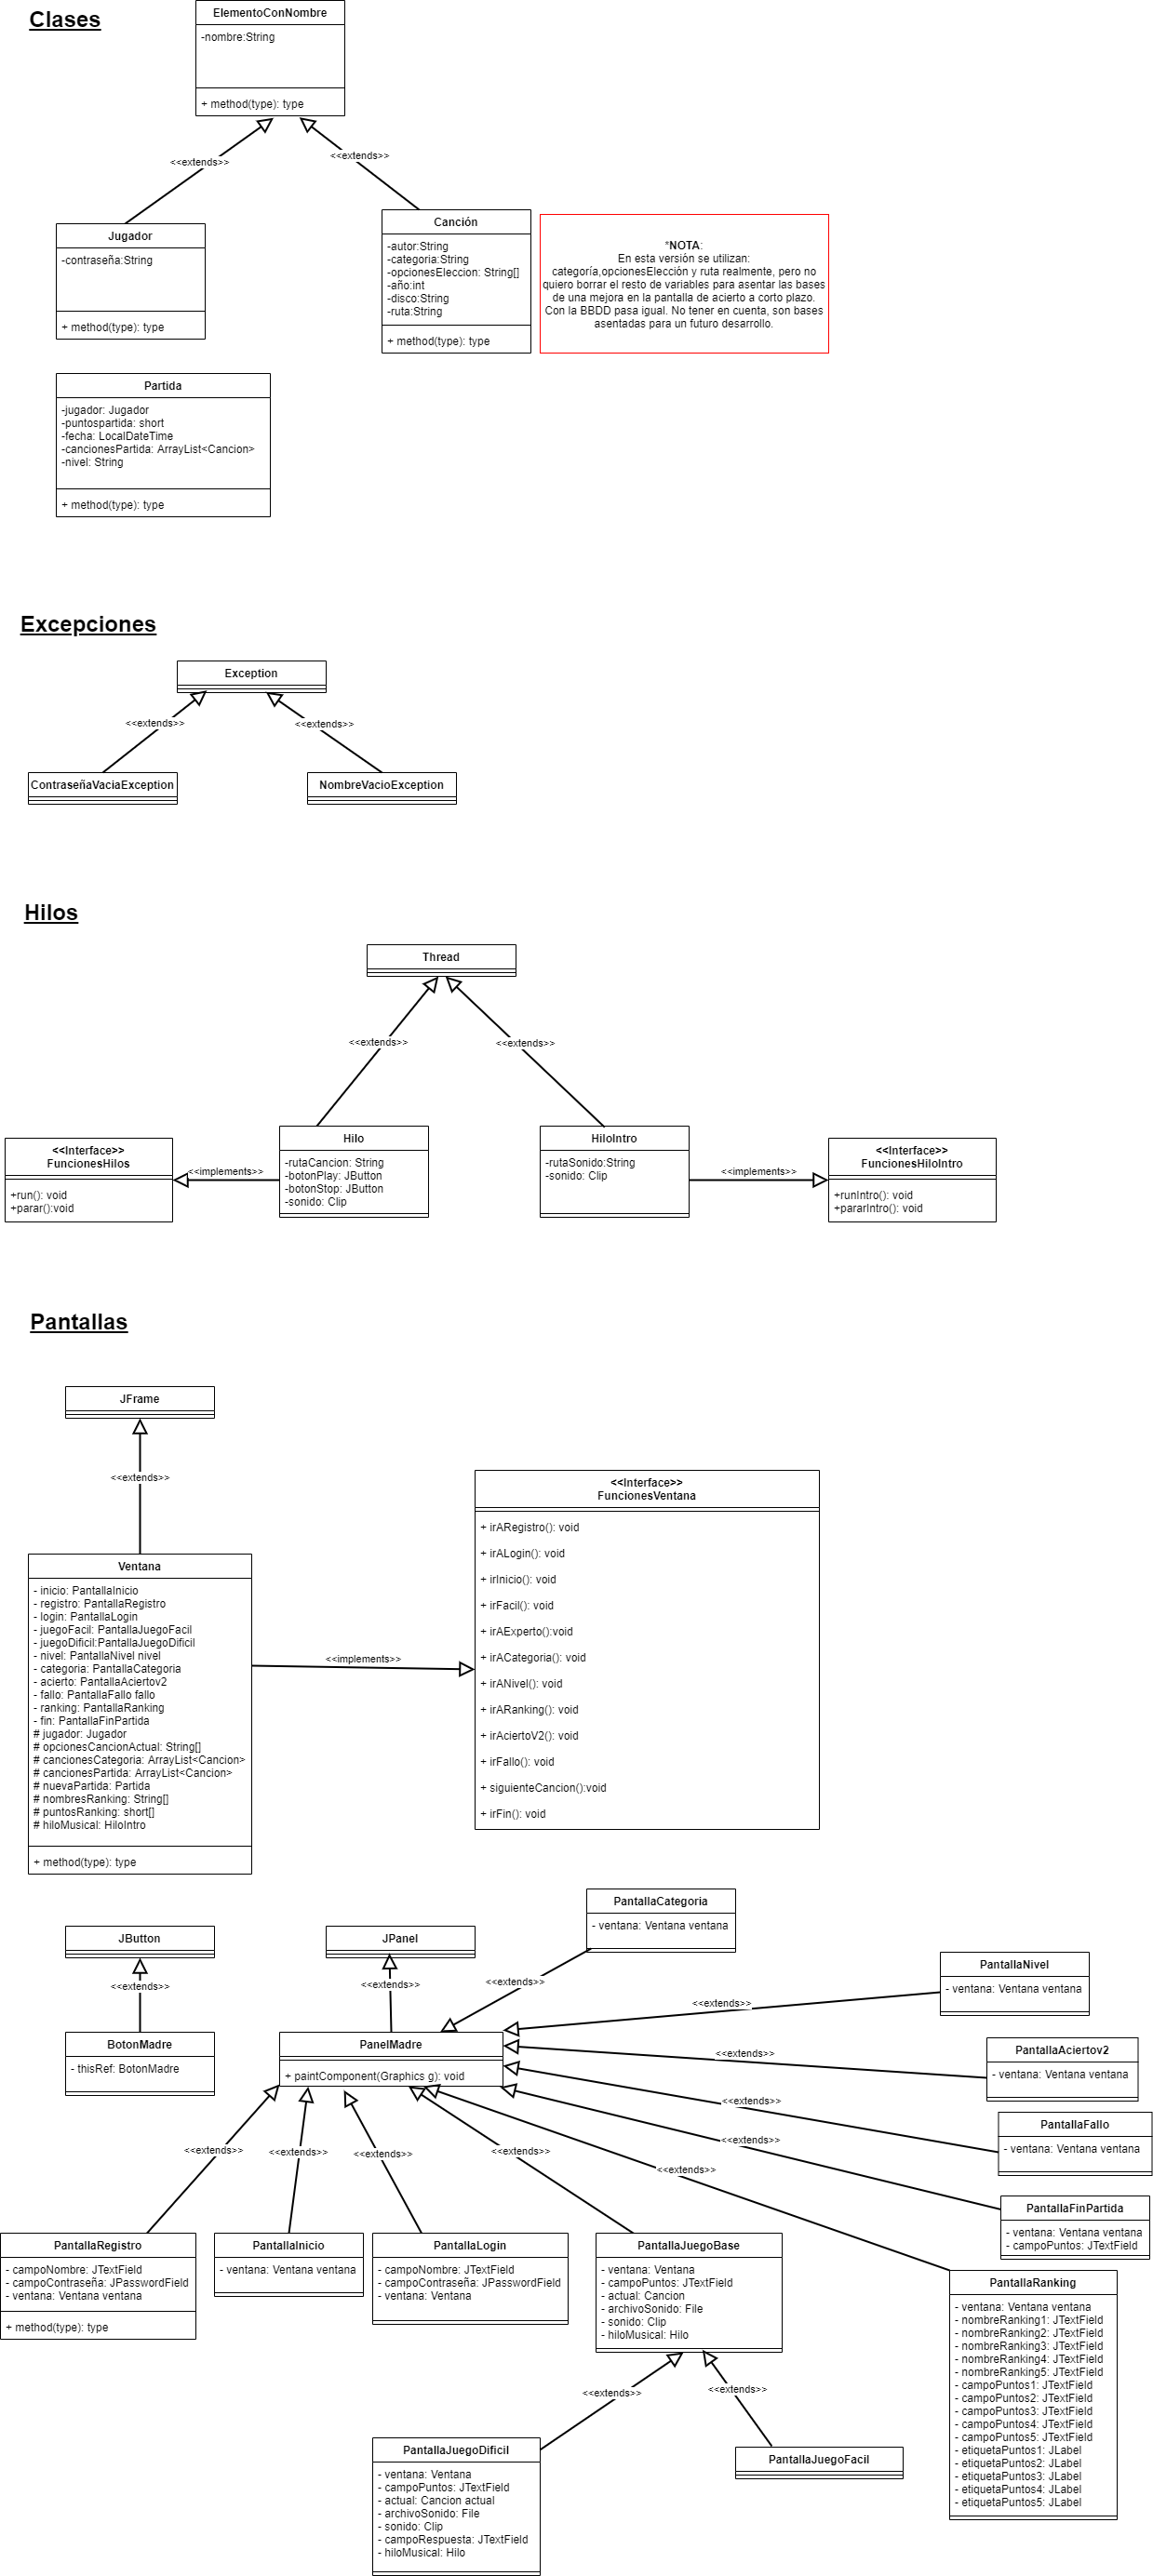 Clases
ElementoConNombre
-nombre:String
+ method(type): type
<<extends>>
<<extends>>
Jugador
-contraseña:String
+ method(type): type
Canción
-autor:String
-categoria:String
-opcionesEleccion: String[]
-año:int
-disco:String
-ruta:String
+ method(type): type
*NOTA:
En esta versión se utilizan:
categoría,opcionesElección y ruta realmente, pero no
quiero borrar el resto de variables para asentar las bases
de una mejora en la pantalla de acierto a corto plazo.
Con la BBDD pasa igual. No tener en cuenta, son bases
asentadas para un futuro desarrollo.
Partida
-jugador: Jugador
-puntospartida: short
-fecha: LocalDateTime
-cancionesPartida: ArrayList<Cancion>
-nivel: String
+ method(type): type
Excepciones
Exception
<<extends>>
<<extends>>
ContraseñaVaciaException
NombreVacioException
Hilos
Thread
<<extends>>
<<extends>>
<<Interface>>
FuncionesHilos
+run(): void
+parar():void
<<implements>>
Hilo
-rutaCancion: String
-botonPlay: JButton
-botonStop: JButton
-sonido: Clip
HiloIntro
-rutaSonido:String
-sonido: Clip
<<implements>>
<<Interface>>
FuncionesHiloIntro
+runIntro(): void
+pararIntro(): void
Pantallas
JFrame
<<extends>>
Ventana
- inicio: PantallaInicio
- registro: PantallaRegistro
- login: PantallaLogin
- juegoFacil: PantallaJuegoFacil
- juegoDificil:PantallaJuegoDificil
- nivel: PantallaNivel nivel
- categoria: PantallaCategoria
- acierto: PantallaAciertov2
- fallo: PantallaFallo fallo
- ranking: PantallaRanking
- fin: PantallaFinPartida
# jugador: Jugador
# opcionesCancionActual: String[]
# cancionesCategoria: ArrayList<Cancion>
# cancionesPartida: ArrayList<Cancion>
# nuevaPartida: Partida
# nombresRanking: String[]
# puntosRanking: short[]
# hiloMusical: HiloIntro
+ method(type): type
<<implements>>
<<Interface>>
FuncionesVentana
+ irARegistro(): void
+ irALogin(): void
+ irInicio(): void
+ irFacil(): void
+ irAExperto():void
+ irACategoria(): void
+ irANivel(): void
+ irARanking(): void
+ irAciertoV2(): void
+ irFallo(): void
+ siguienteCancion():void
+ irFin(): void
JButton
<<extends>>
BotonMadre
- thisRef: BotonMadre
JPanel
<<extends>>
PanelMadre
+ paintComponent(Graphics g): void
PantallaCategoria
- ventana: Ventana ventana
<<extends>>
PantallaNivel
- ventana: Ventana ventana
<<extends>>
PantallaAciertov2
- ventana: Ventana ventana
<<extends>>
PantallaFallo
- ventana: Ventana ventana
<<extends>>
PantallaFinPartida
- ventana: Ventana ventana
- campoPuntos: JTextField
<<extends>>
<<extends>>
<<extends>>
<<extends>>
<<extends>>
<<extends>>
PantallaRegistro
- campoNombre: JTextField
- campoContraseña: JPasswordField
- ventana: Ventana ventana
+ method(type): type
PantallaInicio
- ventana: Ventana ventana
PantallaLogin
- campoNombre: JTextField
- campoContraseña: JPasswordField
- ventana: Ventana
PantallaJuegoBase
- ventana: Ventana
- campoPuntos: JTextField
- actual: Cancion
- archivoSonido: File
- sonido: Clip
- hiloMusical: Hilo
PantallaRanking
- ventana: Ventana ventana
- nombreRanking1: JTextField
- nombreRanking2: JTextField
- nombreRanking3: JTextField
- nombreRanking4: JTextField
- nombreRanking5: JTextField
- campoPuntos1: JTextField
- campoPuntos2: JTextField
- campoPuntos3: JTextField
- campoPuntos4: JTextField
- campoPuntos5: JTextField
- etiquetaPuntos1: JLabel
- etiquetaPuntos2: JLabel
- etiquetaPuntos3: JLabel
- etiquetaPuntos4: JLabel
- etiquetaPuntos5: JLabel
<<extends>>
<<extends>>
PantallaJuegoDificil
- ventana: Ventana
- campoPuntos: JTextField
- actual: Cancion actual
- archivoSonido: File
- sonido: Clip
- campoRespuesta: JTextField
- hiloMusical: Hilo
PantallaJuegoFacil